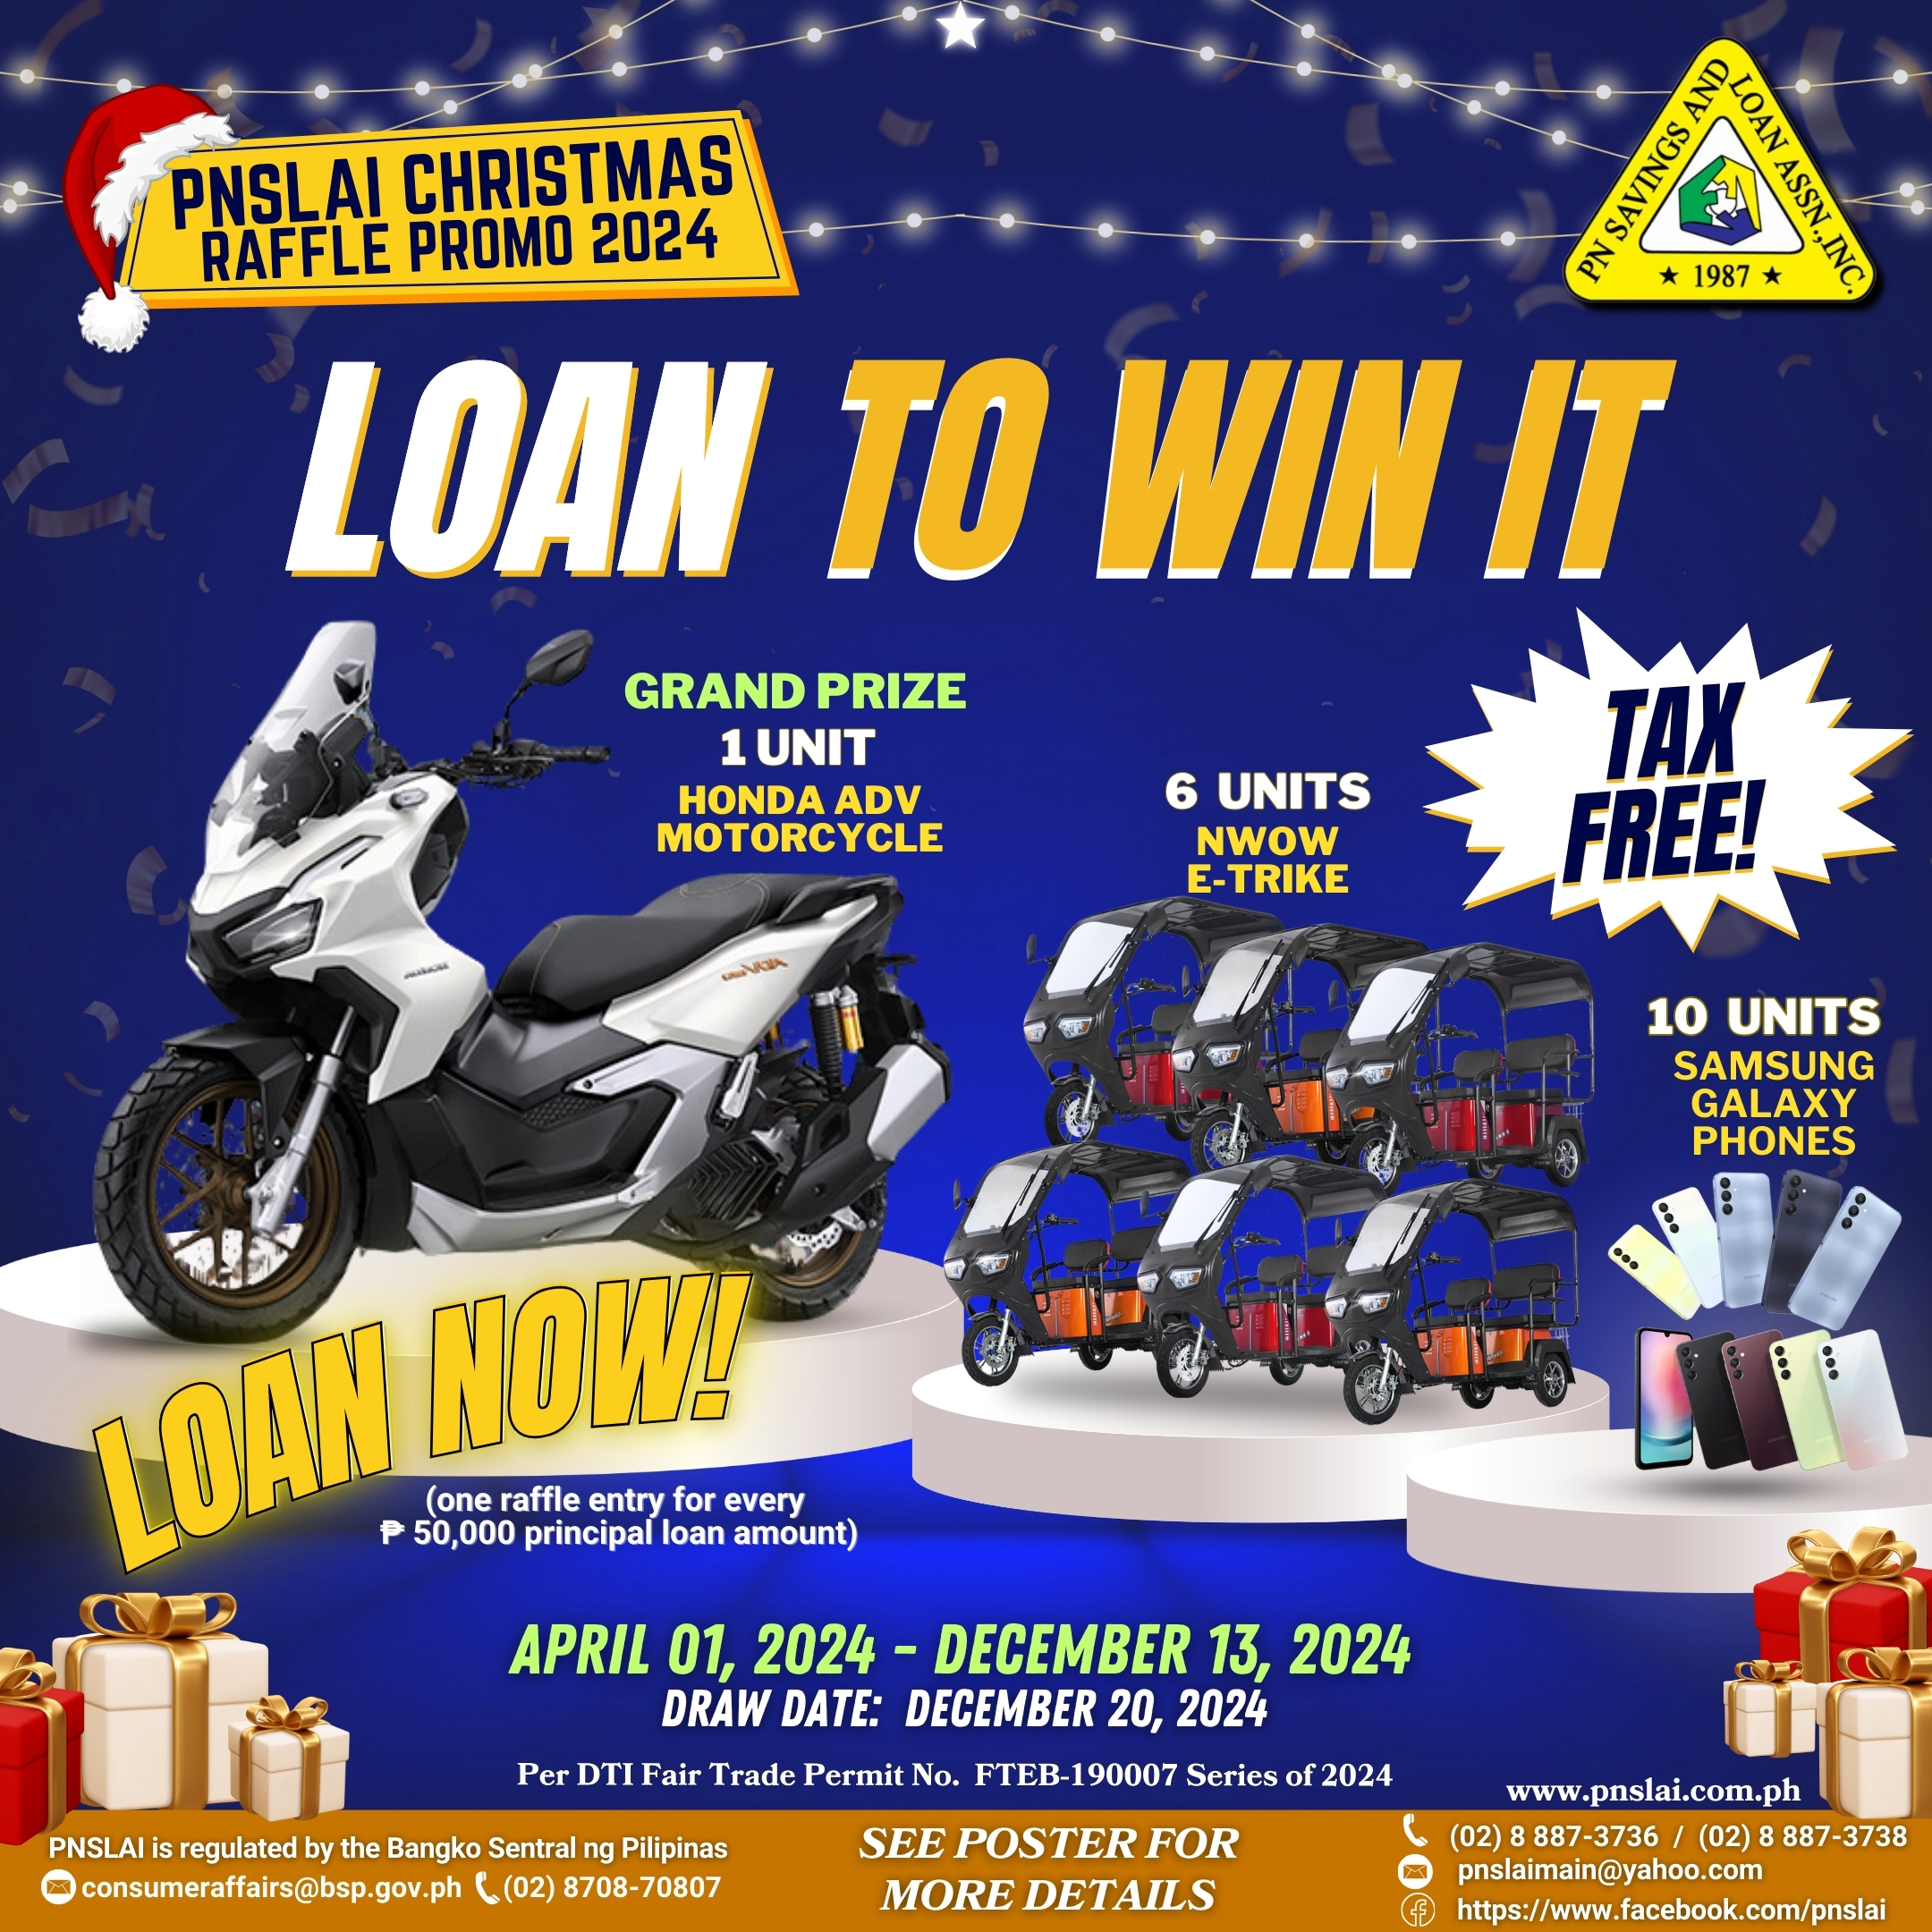 PNSLAI CHRISTMAS
RAFFLE PROMO 2024
PN SAVINGS AND LOAN ASSN., INC.
★ 1987 ★
LOAN TO WIN IT
GRAND PRIZE
1 UNIT
HONDA ADV
MOTORCYCLE
6 UNITS
NWOW
E-TRIKE
TAX
FREE!
10 UNITS
SAMSUNG
GALAXY
PHONES
LOAN NOW!
(one raffle entry for every
₱ 50,000 principal loan amount)
APRIL 01, 2024 - DECEMBER 13, 2024
DRAW DATE: DECEMBER 20, 2024
Per DTI Fair Trade Permit No. FTEB-190007 Series of 2024
www.pnslai.com.ph
PNSLAI is regulated by the Bangko Sentral ng Pilipinas
consumeraffairs@bsp.gov.ph (02) 8708-70807
SEE POSTER FOR
MORE DETAILS
(02) 8 887-3736 / (02) 8 887-3738
pnslaimain@yahoo.com
https://www.facebook.com/pnslai